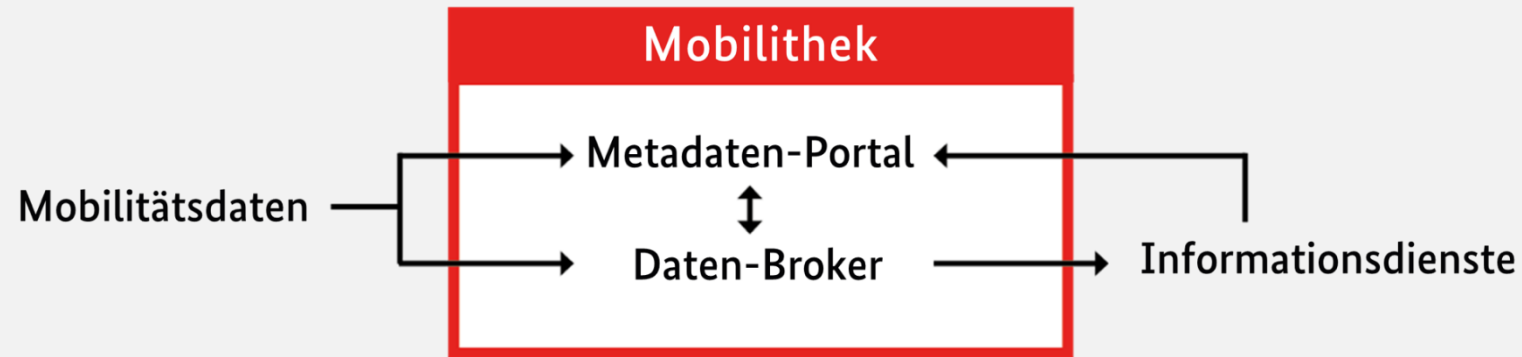 Mobilithek
Metadaten-Portal
Mobilitätsdaten
Daten-Broker
Informationsdienste